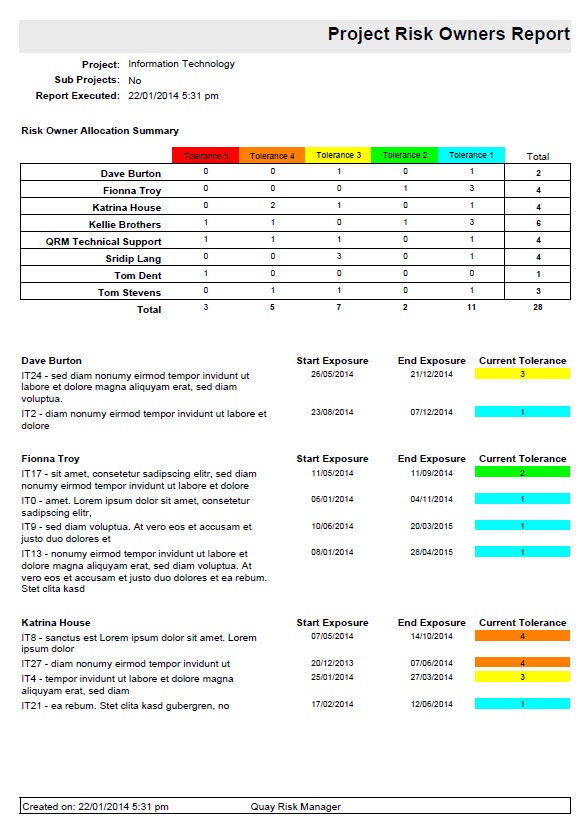 Project Risk Owners Report
Project: Information Technology
Sub Projects: No
Report Executed: 22/01/2014 5:31 pm
Risk Owner Allocation Summary
Tolerance 5 Tolerance 4 Tolerance 3 Tolerance 2 Tolerance 1 Total
Dave Burton 0 0 1 0 1 2
Fionna Troy 0 0 0 1 3 4
Katrina House 0 2 1 0 1 4
Kellie Brothers 1 1 0 1 3 6
QRM Technical Support 1 1 1 0 1 4
Sridip Lang 0 0 3 0 1 4
Tom Dent 1 0 0 0 0 1
Tom Stevens 0 1 1 0 1 3
Total 3 5 7 2 11 28
Dave Burton Start Exposure End Exposure Current Tolerance
IT24 - sed diam nonumy eirmod tempor invidunt ut 26/05/2014 21/12/2014 3
labore et dolore magna aliquyam erat, sed diam
voluptua.
IT2 - diam nonumy eirmod tempor invidunt ut labore et 23/08/2014 07/12/2014 1
dolore
Fionna Troy Start Exposure End Exposure Current Tolerance
IT17 - sit amet, consetetur sadipscing elitr, sed diam 11/05/2014 11/09/2014 2
nonumy eirmod tempor invidunt ut labore et dolore
IT0 - amet. Lorem ipsum dolor sit amet, consetetur 06/01/2014 04/11/2014 1
sadipscing elitr,
IT9 - sed diam voluptua. At vero eos et accusam et 10/06/2014 20/03/2015 1
justo duo dolores et
IT13 - nonumy eirmod tempor invidunt ut labore et 08/01/2014 28/04/2015 1
dolore magna aliquyam erat, sed diam voluptua. At
vero eos et accusam et justo duo dolores et ea rebum.
Stet clita kasd
Katrina House Start Exposure End Exposure Current Tolerance
IT8 - sanctus est Lorem ipsum dolor sit amet. Lorem 07/05/2014 14/10/2014 4
ipsum dolor
IT27 - diam nonumy eirmod tempor invidunt ut 20/12/2013 07/06/2014 4
IT4 - tempor invidunt ut labore et dolore magna 25/01/2014 27/03/2014 3
aliquyam erat, sed diam
IT21 - ea rebum. Stet clita kasd gubergren, no 17/02/2014 12/06/2014 1
Created on: 22/01/2014 5:31 pm Quay Risk Manager